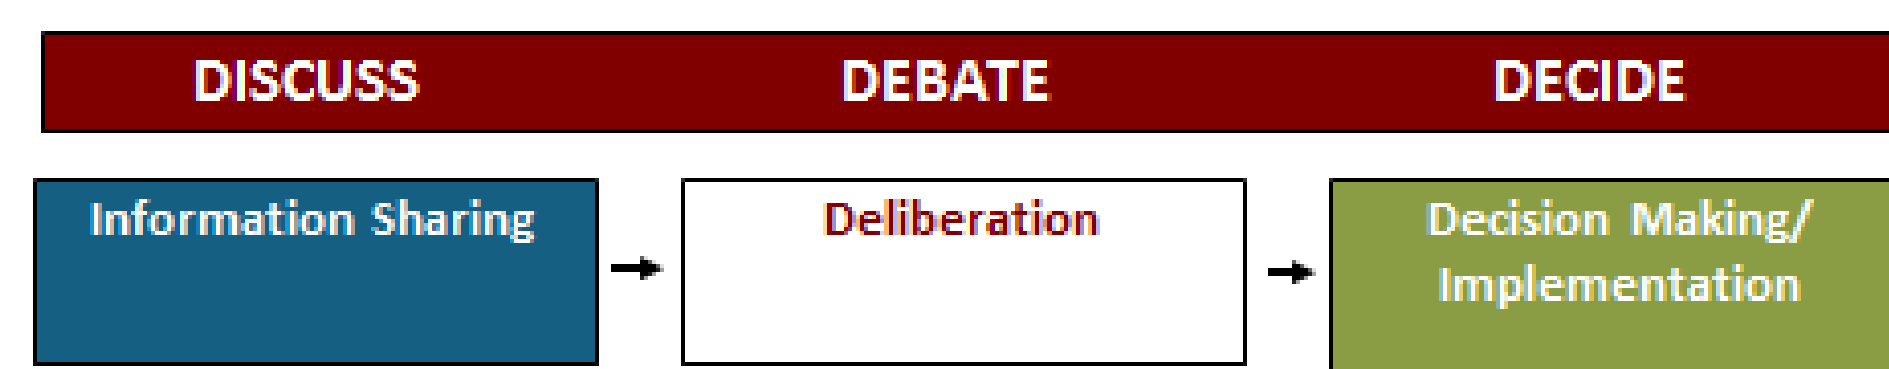 DISCUSS DEBATE DECIDE
Information Sharing
Deliberation
Decision Making/
Implementation